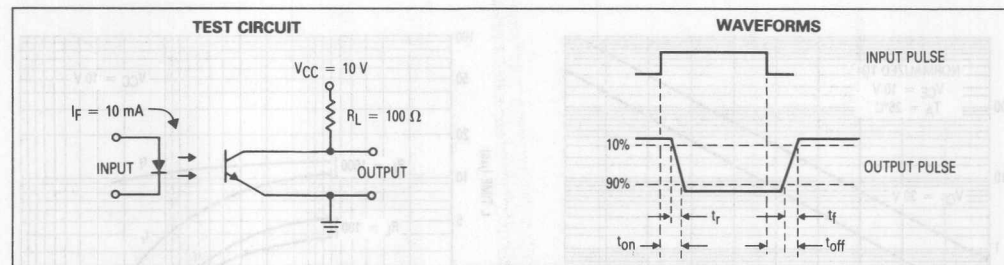 TEST CIRCUIT
VCC = 10 V
IF = 10 mA
RL = 100 Ω
INPUT
OUTPUT
WAVEFORMS
INPUT PULSE
10%
OUTPUT PULSE
90%
tr
tf
ton
toff